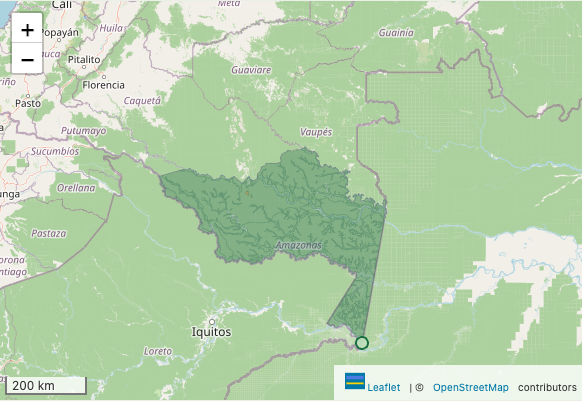 Cali
Meta
+
Popayán
Huila
Guainía
Pitalito
−
Guaviare
Florencia
Caquetá
Pasto
Putumayo
Vaupés
Sucumbíos
Orellana
Pastaza
Amazonas
Iquitos
Loreto
200 km
Leaflet | © OpenStreetMap contributors